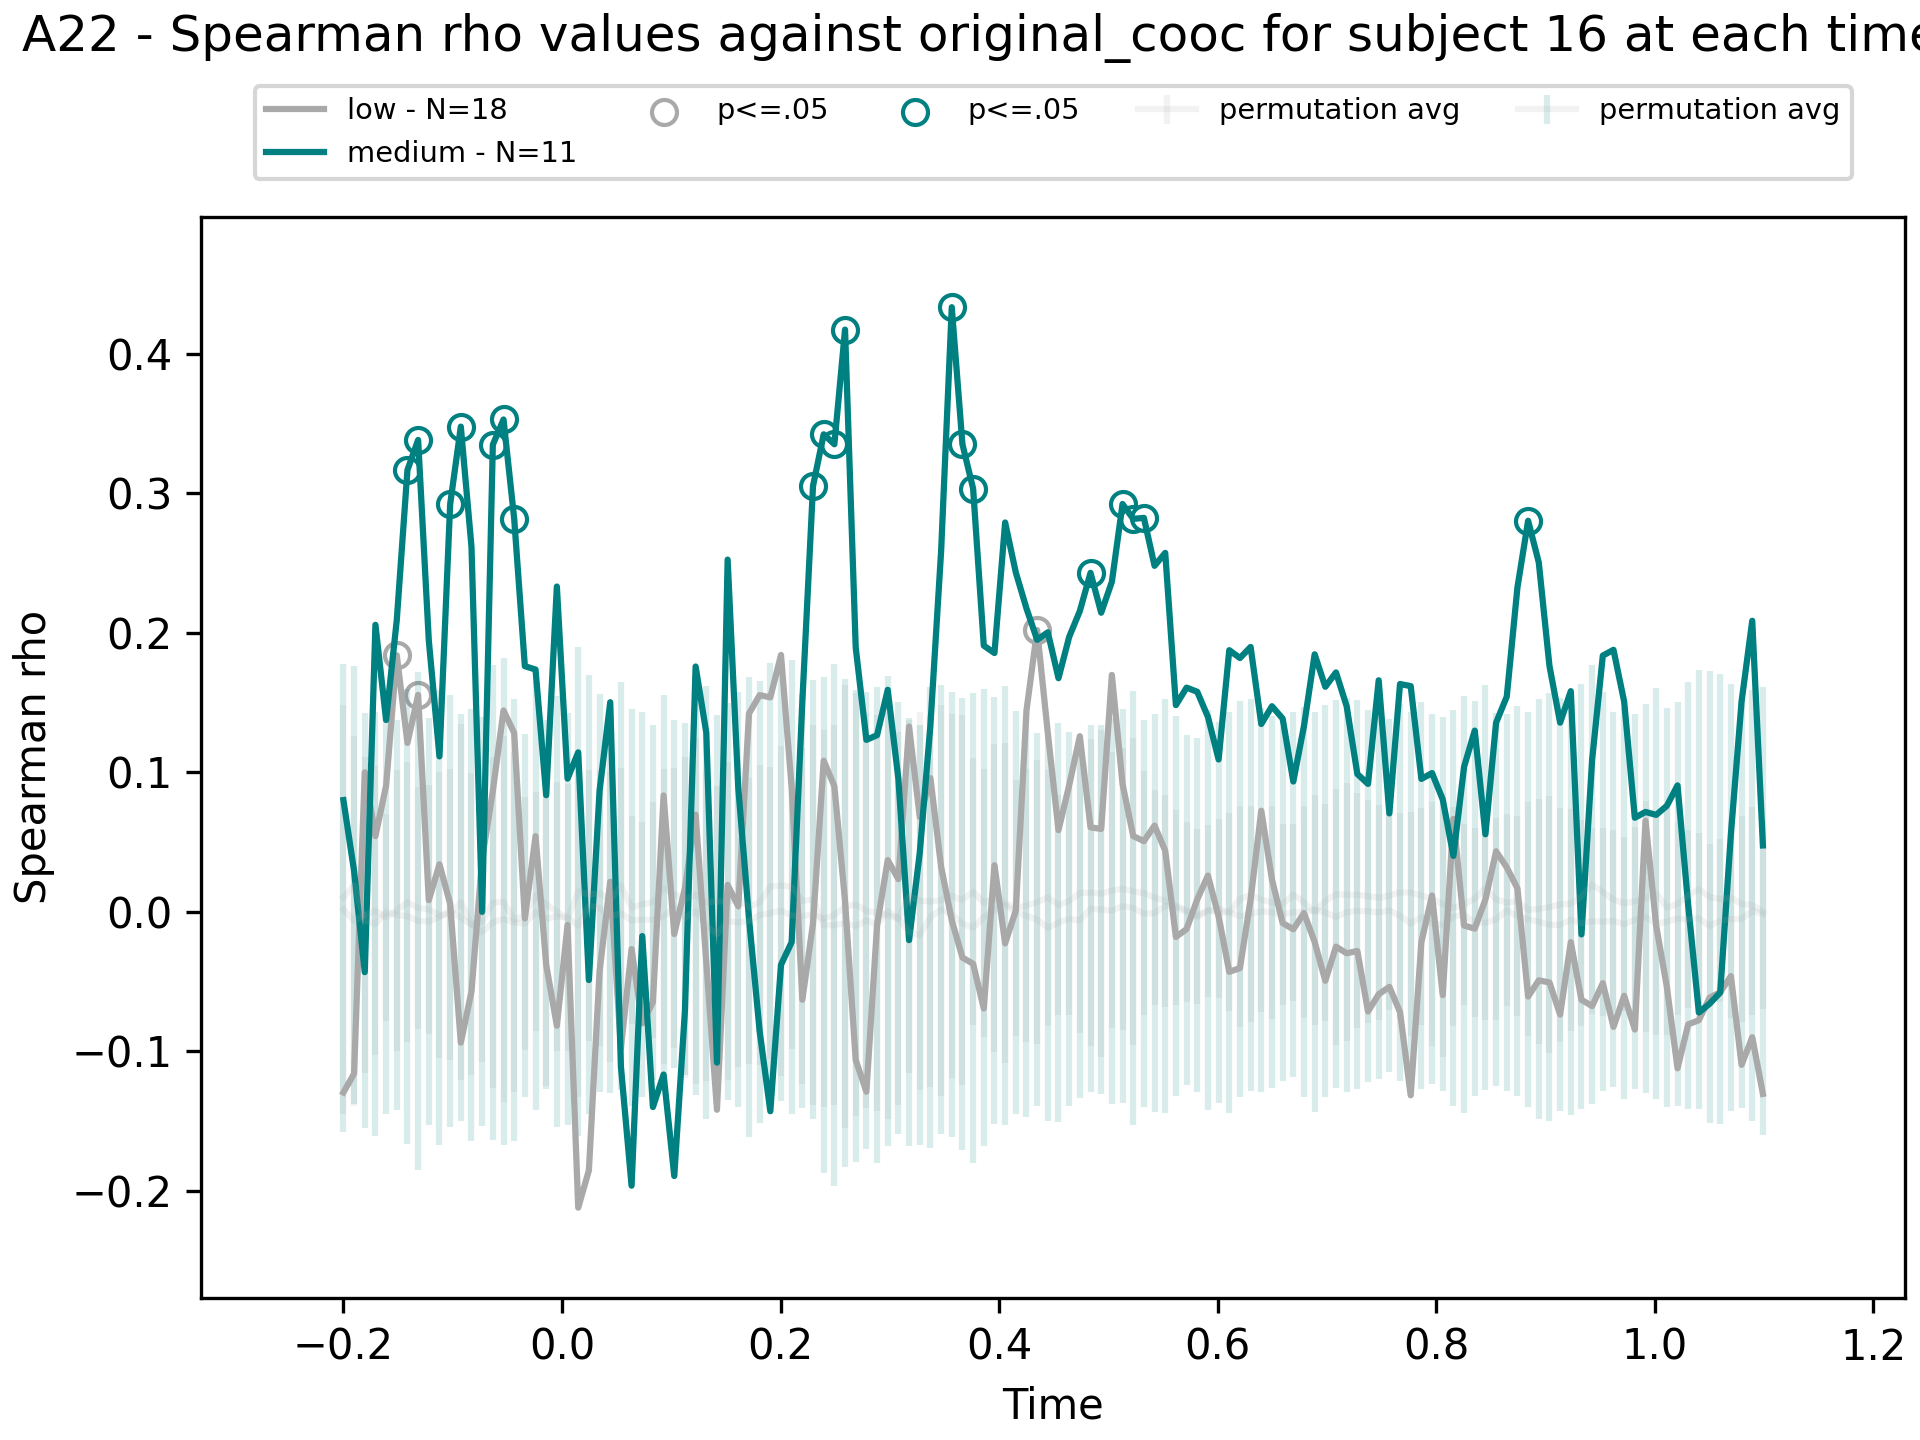 A22 - Spearman rho values against original_cooc for subject 16 at each time
low - N=18
medium - N=11
p<=.05
p<=.05
permutation avg
permutation avg
Spearman rho
0.4
0.3
0.2
0.1
0.0
−0.1
−0.2
−0.2 0.0 0.2 0.4 0.6 0.8 1.0 1.2
Time